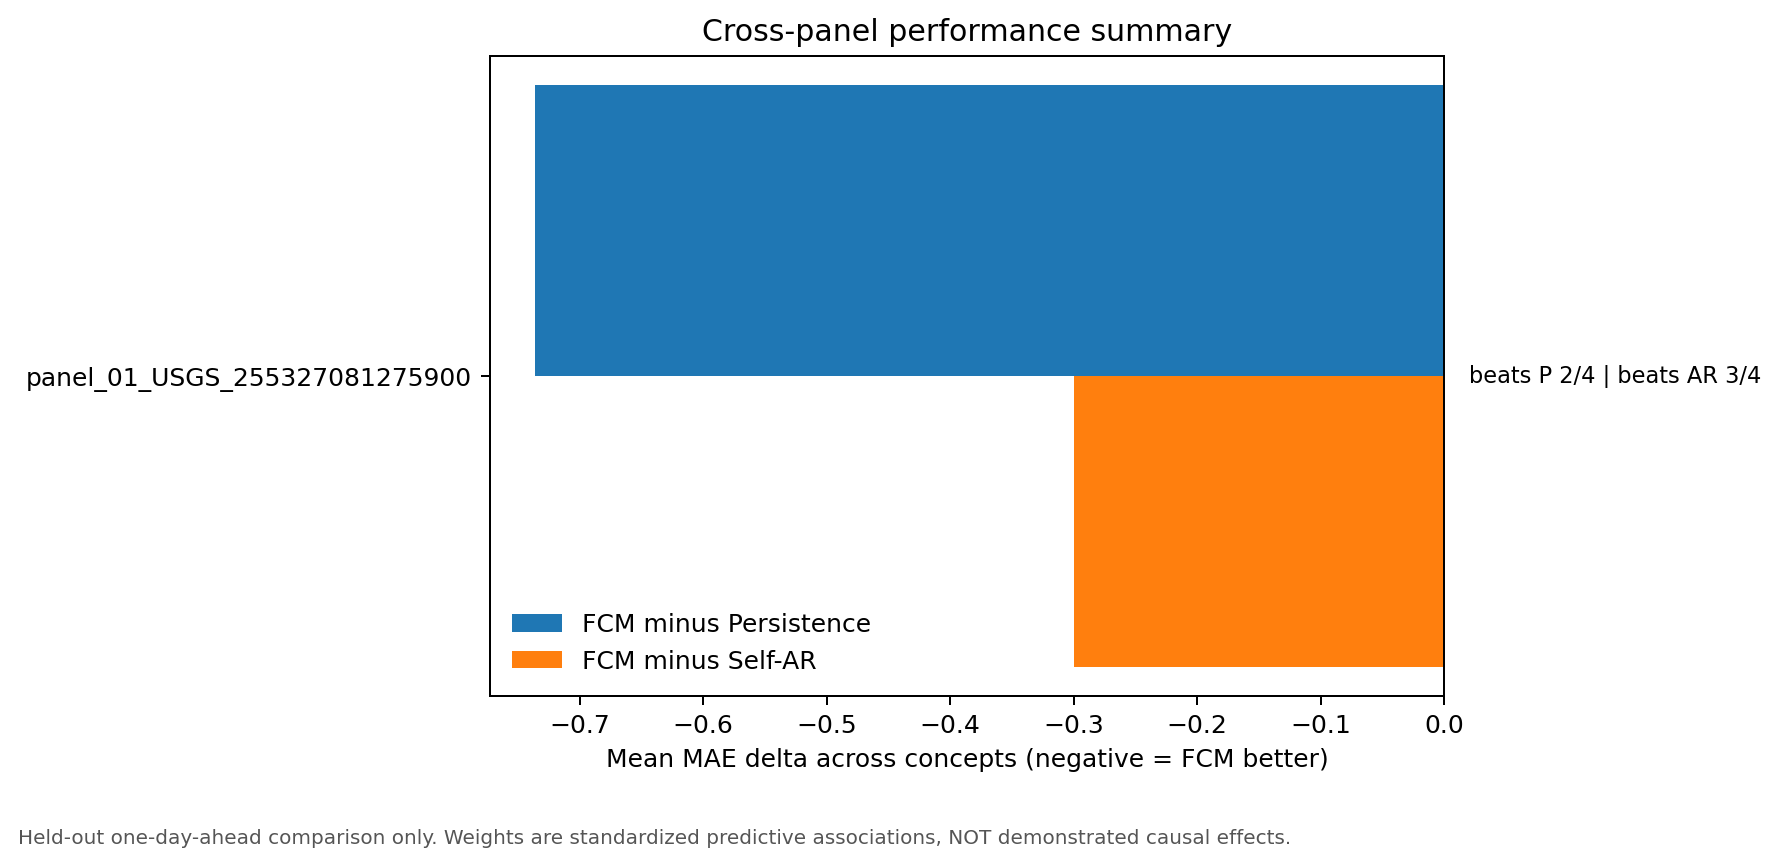 Cross-panel performance summary
panel_01_USGS_255327081275900
beats P 2/4 | beats AR 3/4
FCM minus Persistence
FCM minus Self-AR
−0.7 −0.6 −0.5 −0.4 −0.3 −0.2 −0.1 0.0
Mean MAE delta across concepts (negative = FCM better)
Held-out one-day-ahead comparison only. Weights are standardized predictive associations, NOT demonstrated causal effects.